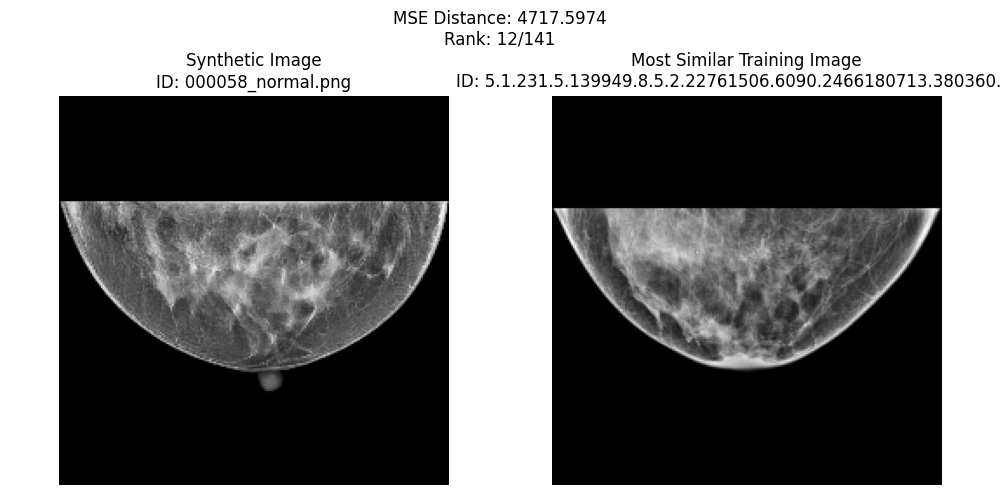 MSE Distance: 4717.5974
Rank: 12/141
Synthetic Image
ID: 000058_normal.png
Most Similar Training Image
ID: 5.1.231.5.139949.8.5.2.22761506.6090.2466180713.380360.